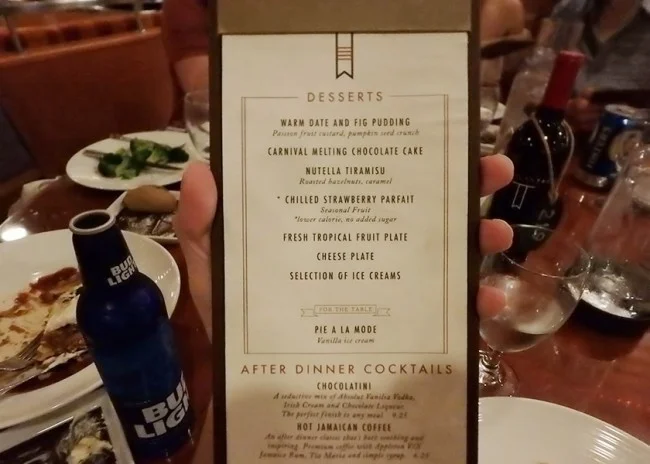 DESSERTS
WARM DATE AND FIG PUDDING
Passion fruit custard, pumpkin seed crunch
CARNIVAL MELTING CHOCOLATE CAKE
NUTELLA TIRAMISU
Roasted hazelnuts, caramel
* CHILLED STRAWBERRY PARFAIT
Seasonal Fruit
*lower calorie, no added sugar
FRESH TROPICAL FRUIT PLATE
CHEESE PLATE
SELECTION OF ICE CREAMS
FOR THE TABLE
PIE A LA MODE
Vanilla ice cream
AFTER DINNER COCKTAILS
CHOCOLATINI
A seductive mix of Absolut Vanilia Vodka,
Irish Cream and Chocolate Liqueur.
The perfect finish to any meal 9.25
HOT JAMAICAN COFFEE
An after dinner classic that's both soothing and
inspiring. Premium coffee with Appleton V/X
Jamaica Rum, Tia Maria and simple syrup. 6.20
BUD
LIGHT
BUD
LIGHT